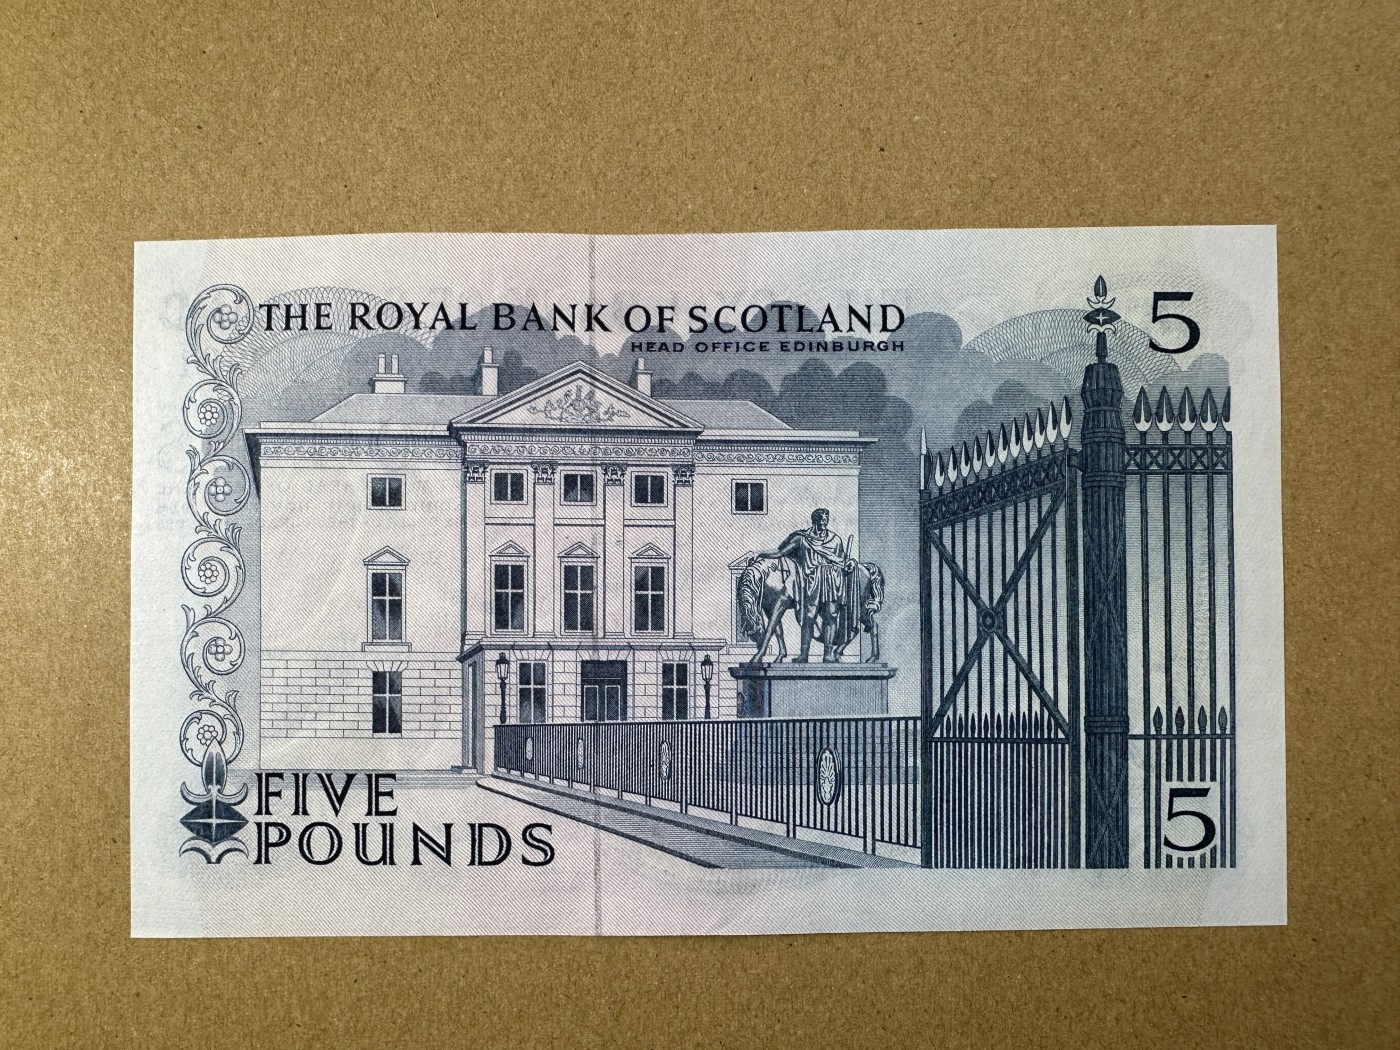 THE ROYAL BANK OF SCOTLAND
HEAD OFFICE EDINBURGH
5
FIVE
POUNDS
5